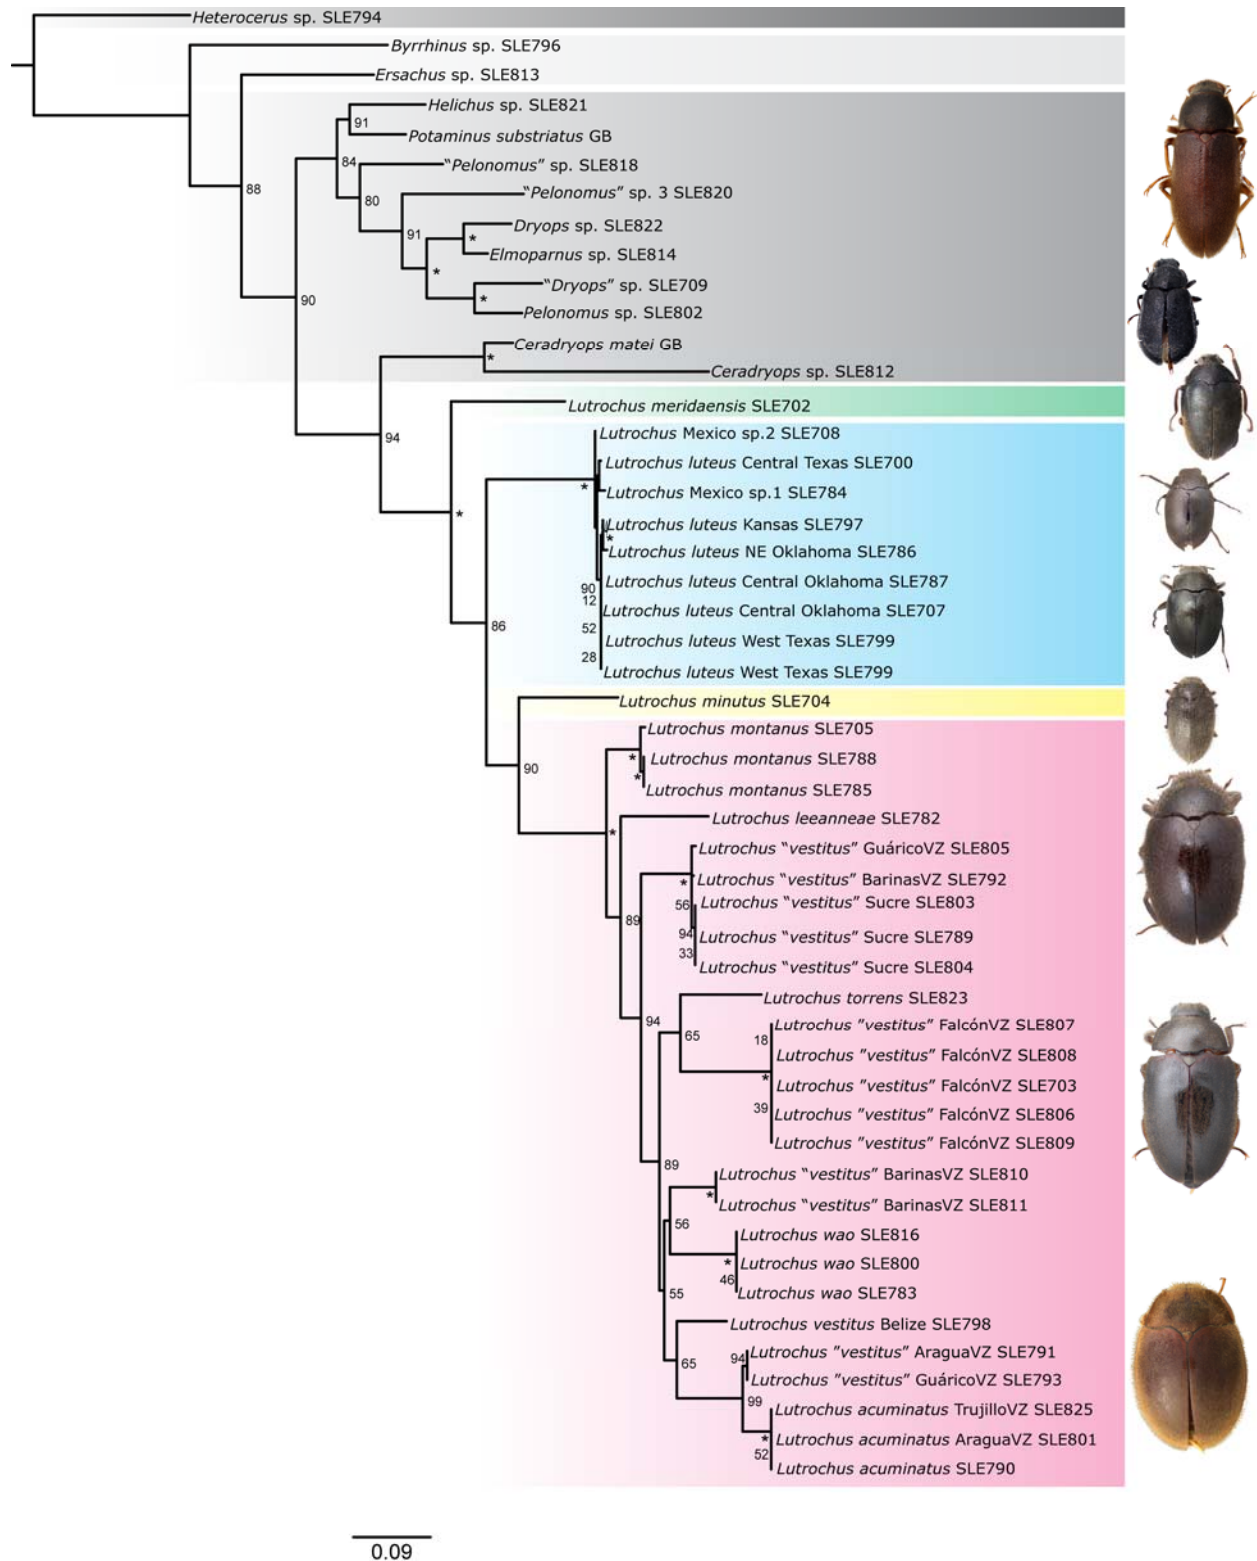 Heterocerus sp. SLE794
Byrrhinus sp. SLE796
Ersachus sp. SLE813
Helichus sp. SLE821
91
Potaminus substriatus GB
84
"Pelonomus" sp. SLE818
88
80
"Pelonomus" sp. 3 SLE820
Dryops sp. SLE822
91
*
Elmoparnus sp. SLE814
*
"Dryops" sp. SLE709
90
*
Pelonomus sp. SLE802
Ceradryops matei GB
*
Ceradryops sp. SLE812
Lutrochus meridaensis SLE702
94
Lutrochus Mexico sp.2 SLE708
Lutrochus luteus Central Texas SLE700
*
Lutrochus Mexico sp.1 SLE784
*
Lutrochus luteus Kansas SLE797
*
Lutrochus luteus NE Oklahoma SLE786
Lutrochus luteus Central Oklahoma SLE787
90
12
Lutrochus luteus Central Oklahoma SLE707
86
52
Lutrochus luteus West Texas SLE799
28
Lutrochus luteus West Texas SLE799
Lutrochus minutus SLE704
Lutrochus montanus SLE705
*
Lutrochus montanus SLE788
90
*
Lutrochus montanus SLE785
Lutrochus leeanneae SLE782
*
Lutrochus "vestitus" GuáricoVZ SLE805
*
Lutrochus "vestitus" BarinasVZ SLE792
56
Lutrochus "vestitus" Sucre SLE803
89
94
Lutrochus "vestitus" Sucre SLE789
33
Lutrochus "vestitus" Sucre SLE804
Lutrochus torrens SLE823
94
65
Lutrochus "vestitus" FalcónVZ SLE807
18
Lutrochus "vestitus" FalcónVZ SLE808
*
Lutrochus "vestitus" FalcónVZ SLE703
39
Lutrochus "vestitus" FalcónVZ SLE806
Lutrochus "vestitus" FalcónVZ SLE809
89
Lutrochus "vestitus" BarinasVZ SLE810
*
Lutrochus "vestitus" BarinasVZ SLE811
56
Lutrochus wao SLE816
*
Lutrochus wao SLE800
46
Lutrochus wao SLE783
55
Lutrochus vestitus Belize SLE798
65
94
Lutrochus "vestitus" AraguaVZ SLE791
Lutrochus "vestitus" GuáricoVZ SLE793
99
Lutrochus acuminatus TrujilloVZ SLE825
*
Lutrochus acuminatus AraguaVZ SLE801
52
Lutrochus acuminatus SLE790
0.09